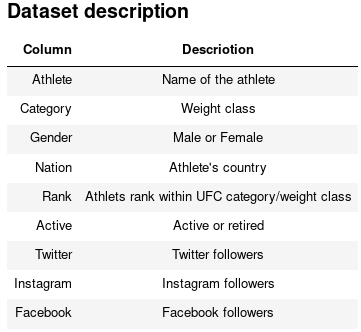 Dataset description
Column Descriotion
Athlete Name of the athlete
Category Weight class
Gender Male or Female
Nation Athlete's country
Rank Athlets rank within UFC category/weight class
Active Active or retired
Twitter Twitter followers
Instagram Instagram followers
Facebook Facebook followers